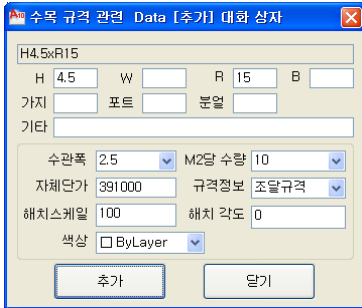 수목 규격 관련 Data [추가] 대화 상자
H4.5xR15
H 4.5 W R 15 B
가지 포트 분얼
기타
수관폭 2.5 M2당 수량 10
자체단가 391000 규격정보 조달규격
해치스케일 100 해치 각도 0
색상 ByLayer
추가 닫기